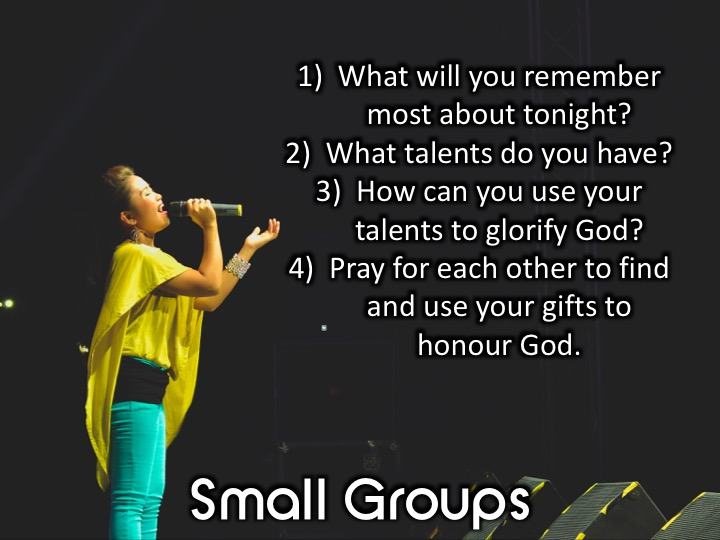 1) What will you remember
most about tonight?
2) What talents do you have?
3) How can you use your
talents to glorify God?
4) Pray for each other to find
and use your gifts to
honour God.
Small Groups